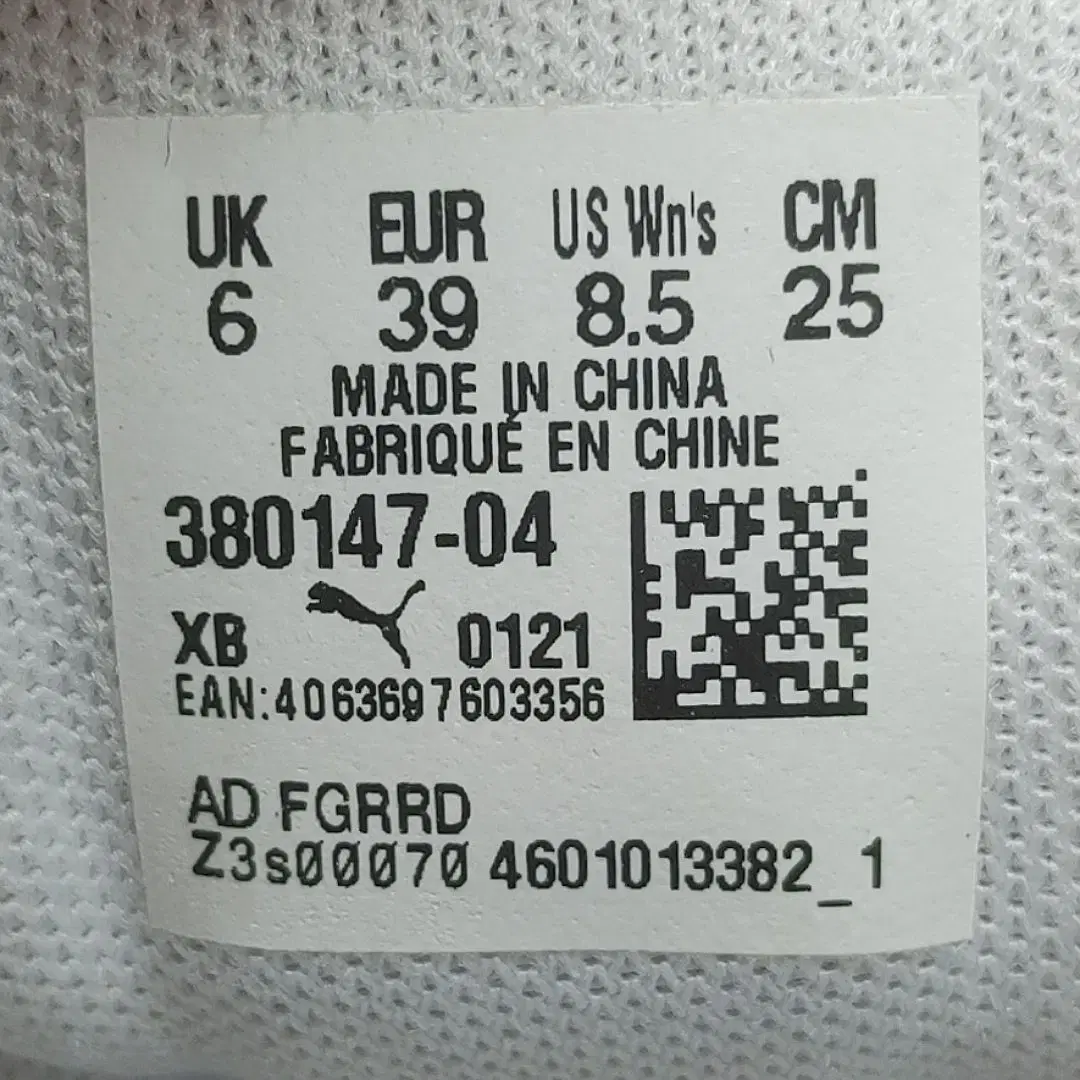 UK EUR US Wn's CM
6 39 8.5 25
MADE IN CHINA
FABRIQUÉ EN CHINE
380147-04
XB 0121
EAN:4063697603356
AD FGRRD
Z3s00070 4601013382_1